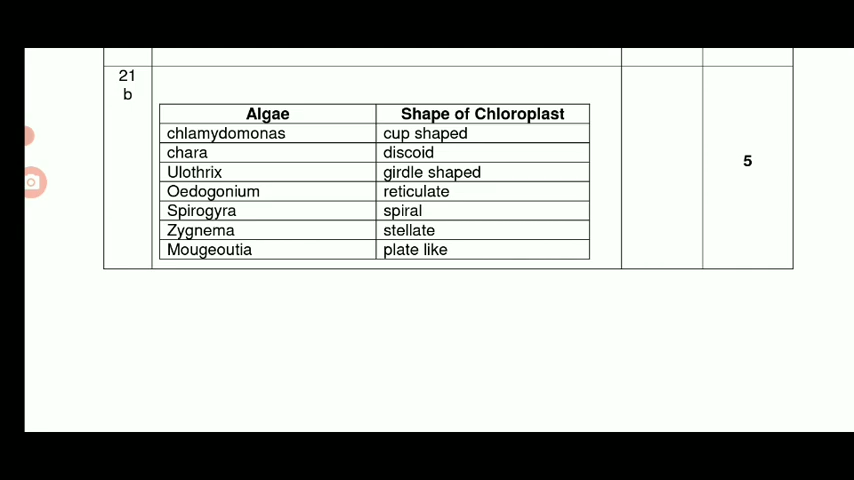 21
b
Algae Shape of Chloroplast
chlamydomonas cup shaped
chara discoid
Ulothrix girdle shaped
Oedogonium reticulate
Spirogyra spiral
Zygnema stellate
Mougeoutia plate like
5